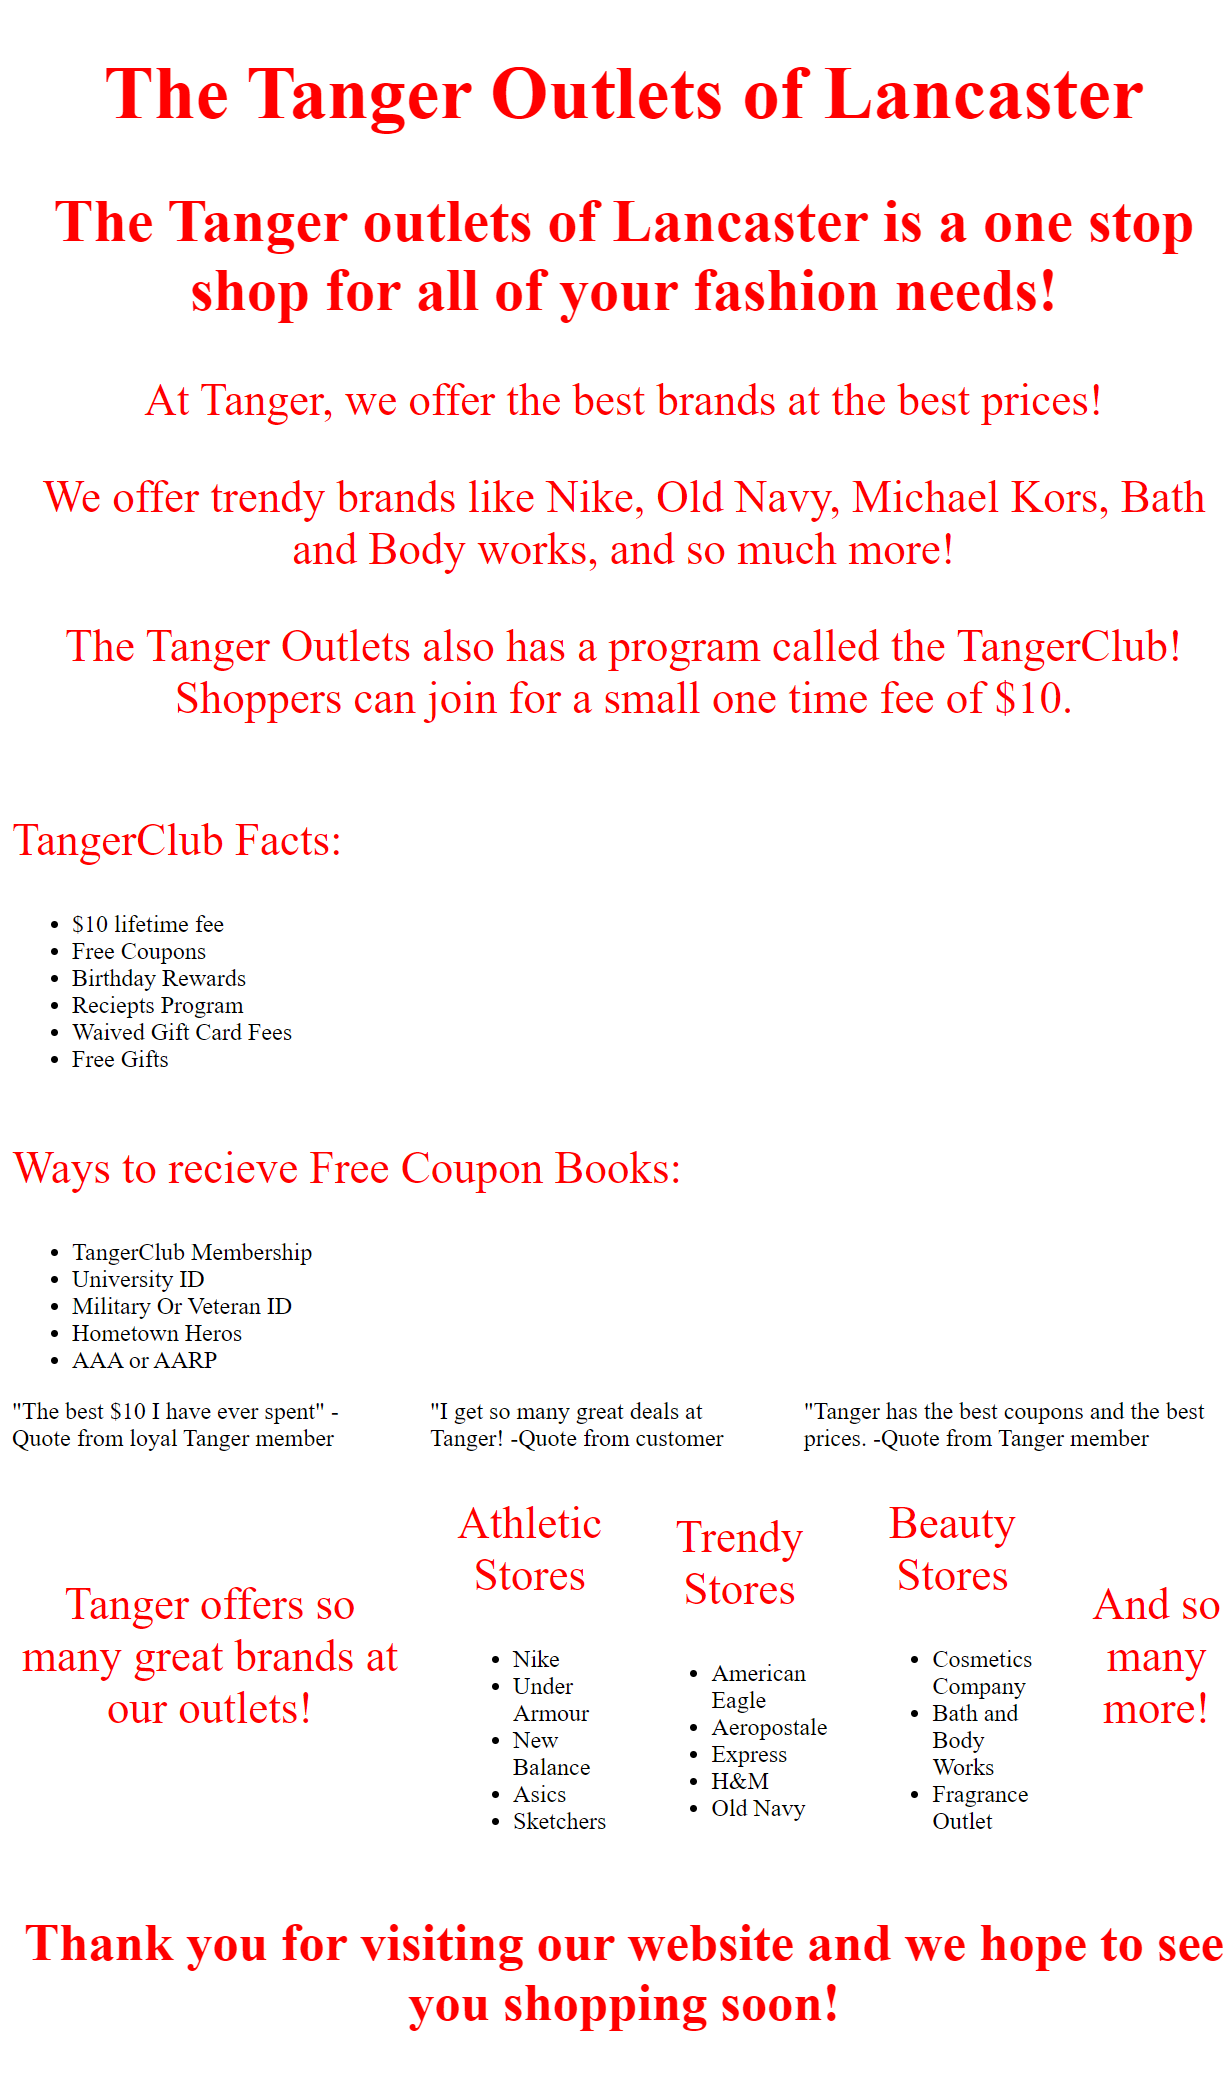 The Tanger Outlets of Lancaster
The Tanger outlets of Lancaster is a one stop
shop for all of your fashion needs!
At Tanger, we offer the best brands at the best prices!
We offer trendy brands like Nike, Old Navy, Michael Kors, Bath
and Body works, and so much more!
The Tanger Outlets also has a program called the TangerClub!
Shoppers can join for a small one time fee of $10.
TangerClub Facts:
• $10 lifetime fee
• Free Coupons
• Birthday Rewards
• Reciepts Program
• Waived Gift Card Fees
• Free Gifts
Ways to recieve Free Coupon Books:
• TangerClub Membership
• University ID
• Military Or Veteran ID
• Hometown Heros
• AAA or AARP
"The best $10 I have ever spent" -
Quote from loyal Tanger member
"I get so many great deals at
Tanger! -Quote from customer
"Tanger has the best coupons and the best
prices. -Quote from Tanger member
Tanger offers so
many great brands at
our outlets!
Athletic
Stores
• Nike
• Under
Armour
• New
Balance
• Asics
• Sketchers
Trendy
Stores
• American
Eagle
• Aeropostale
• Express
• H&M
• Old Navy
Beauty
Stores
• Cosmetics
Company
• Bath and
Body
Works
• Fragrance
Outlet
And so
many
more!
Thank you for visiting our website and we hope to see
you shopping soon!